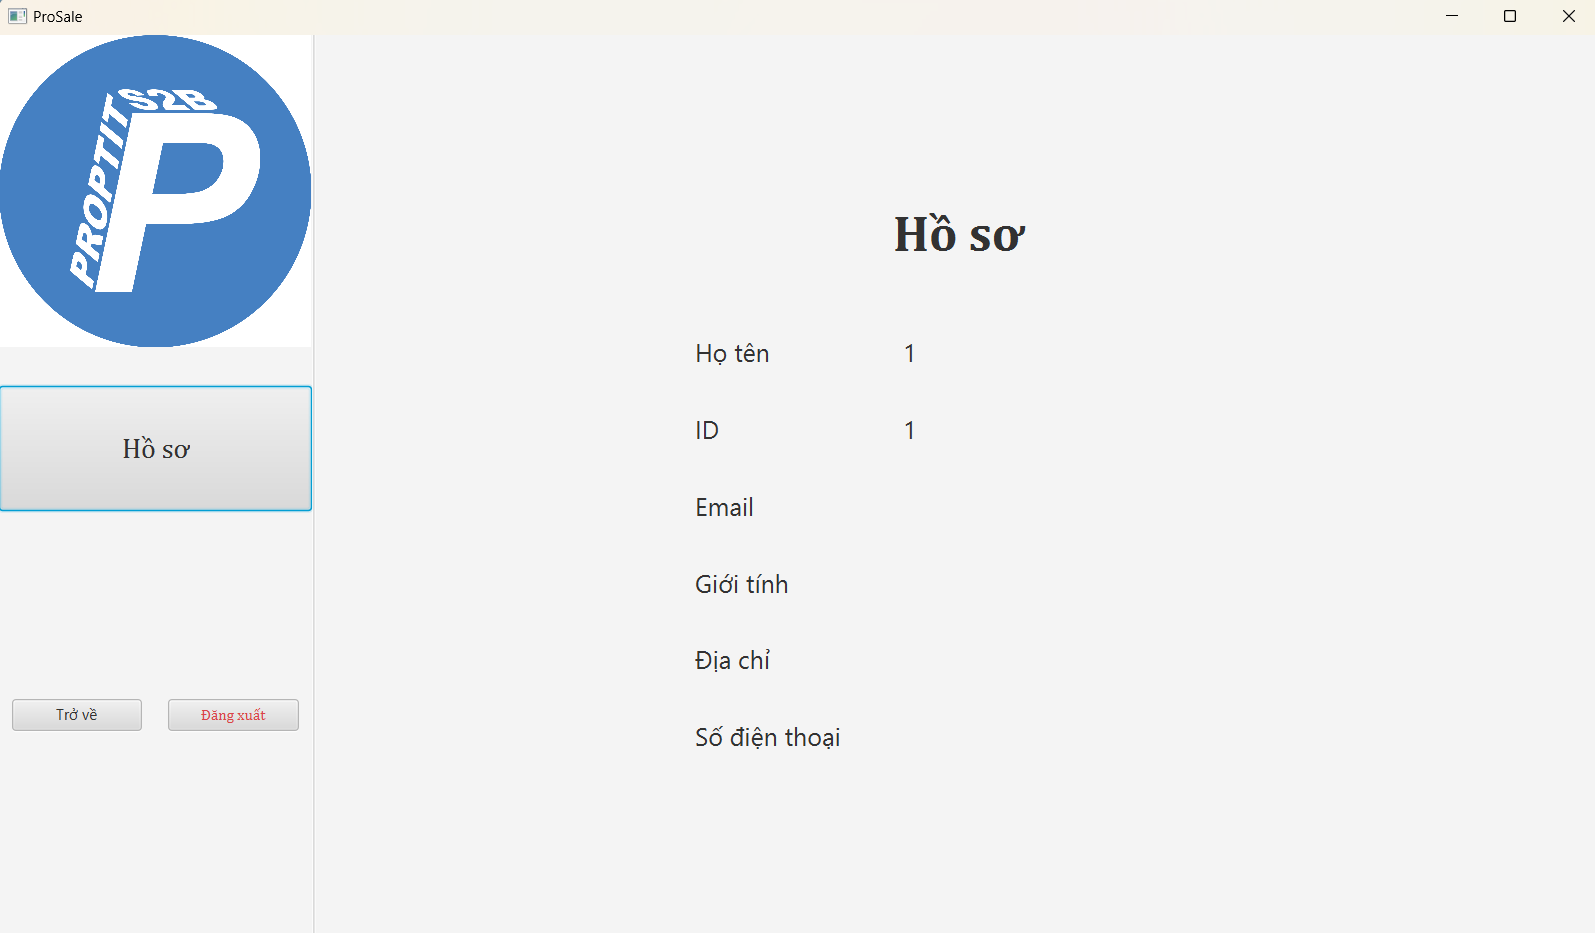 ProSale
PROPTIT S2B
P
Hồ sơ
Trở về
Đăng xuất
Hồ sơ
Họ tên 1
ID 1
Email
Giới tính
Địa chỉ
Số điện thoại